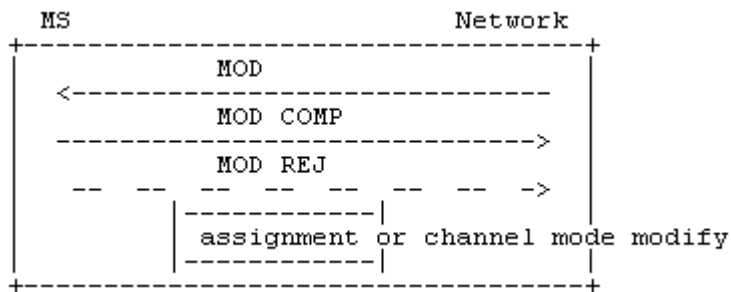 MS Network
MOD
MOD COMP
MOD REJ
assignment or channel mode modify